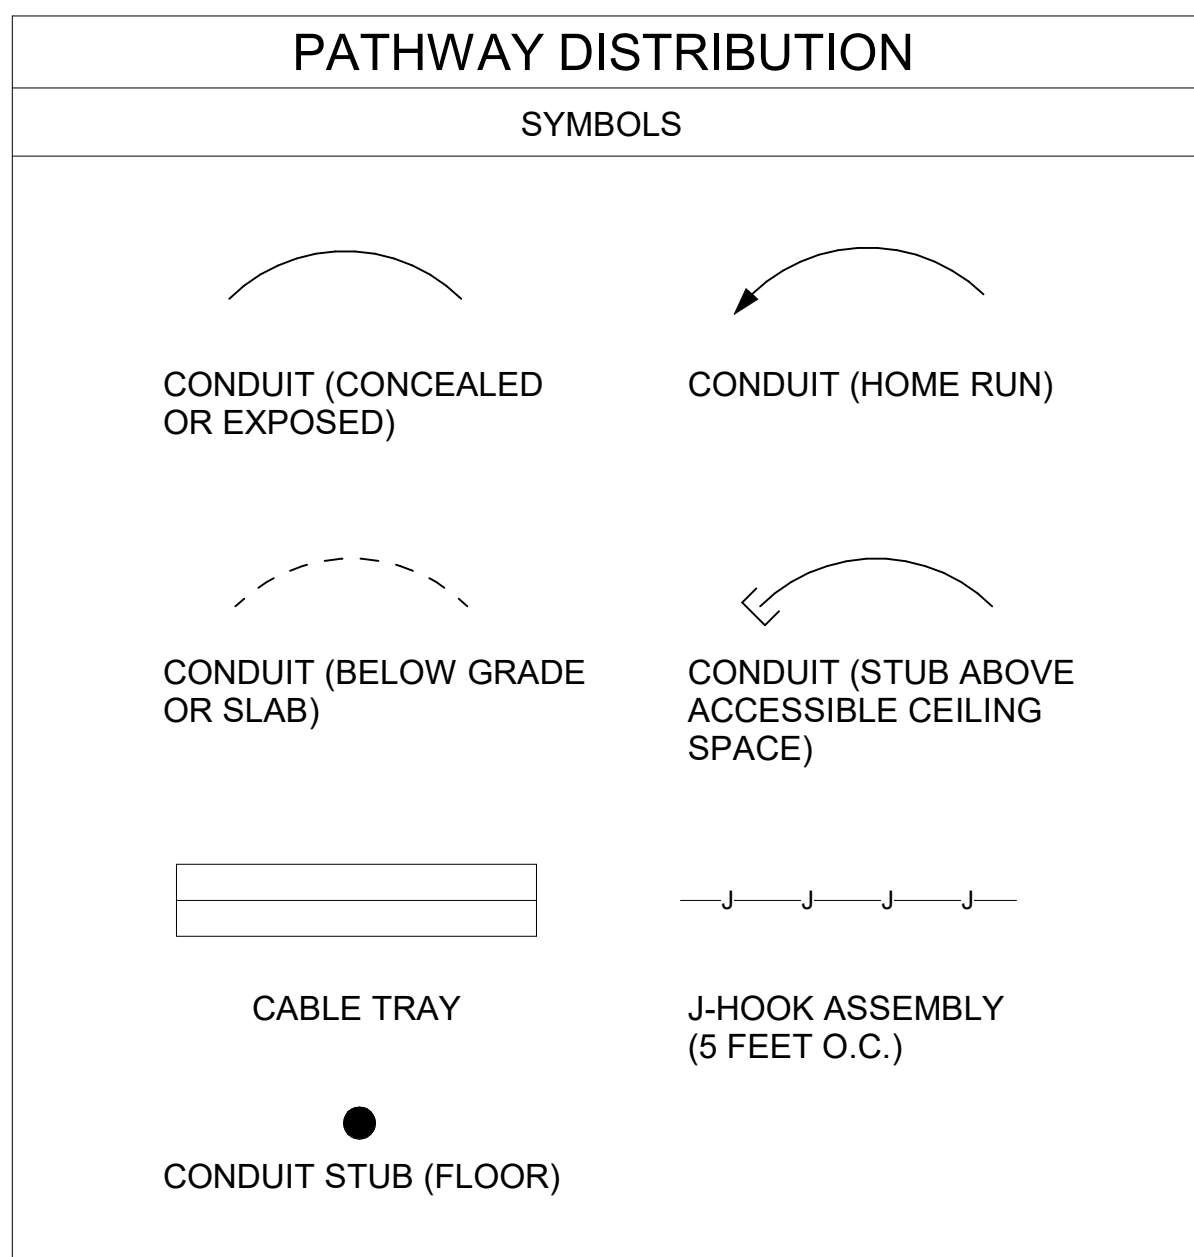 PATHWAY DISTRIBUTION
SYMBOLS
CONDUIT (CONCEALED
OR EXPOSED)
CONDUIT (HOME RUN)
CONDUIT (BELOW GRADE
OR SLAB)
CONDUIT (STUB ABOVE
ACCESSIBLE CEILING
SPACE)
J J J J
CABLE TRAY
J-HOOK ASSEMBLY
(5 FEET O.C.)
CONDUIT STUB (FLOOR)